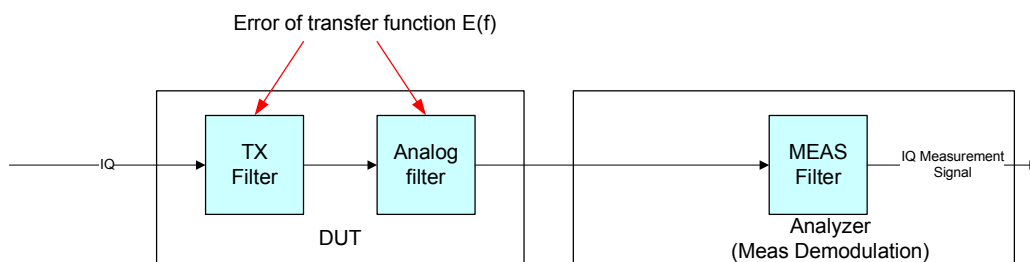 Error of transfer function E(f)
IQ
TX
Filter
Analog
filter
DUT
MEAS
Filter
IQ Measurement
Signal
Analyzer
(Meas Demodulation)